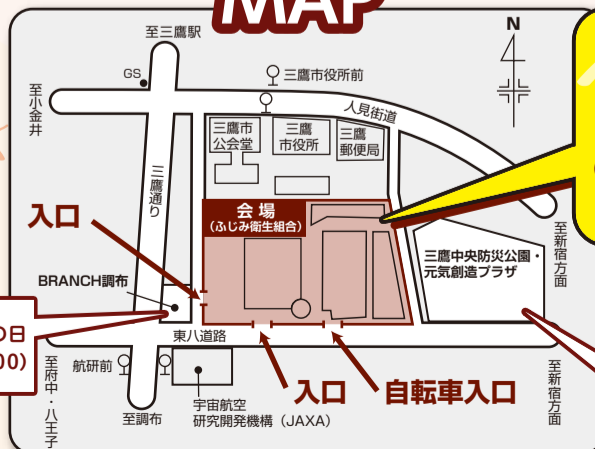 MAP
至三鷹駅
N
GS
三鷹市役所前
至小金井
人見街道
三鷹市
公会堂
三鷹
市役所
三鷹
郵便局
三鷹通り
入口
会場
(ふじみ衛生組合)
三鷹中央防災公園・
元気創造プラザ
至新宿方面
BRANCH調布
の日
00)
東八道路
航研前
至府中・八王子
至調布
宇宙航空
研究開発機構(JAXA)
入口
自転車入口
至新宿方面